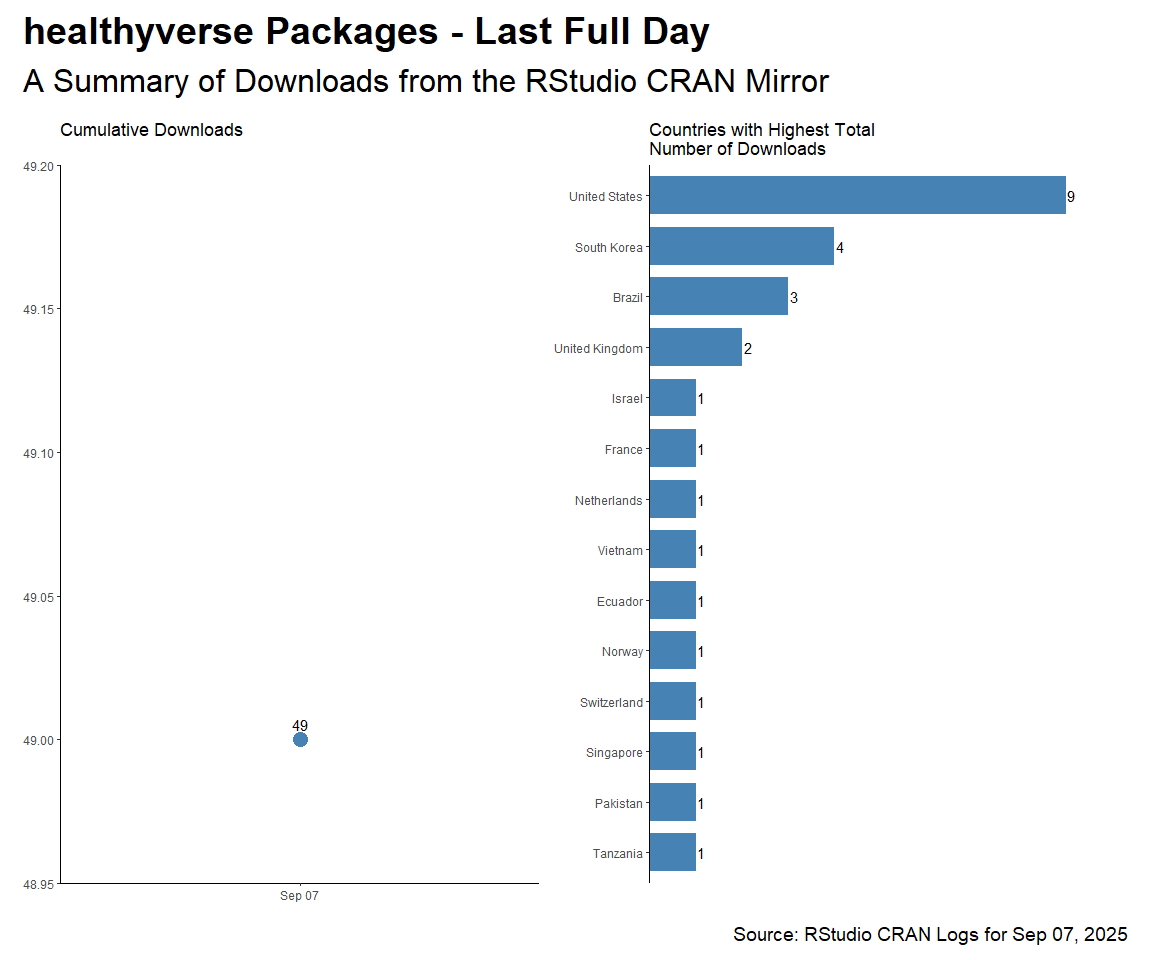 healthyverse Packages - Last Full Day
A Summary of Downloads from the RStudio CRAN Mirror
Cumulative Downloads
49.20
49.15
49.10
49.05
49.00
48.95
49
Sep 07
Countries with Highest Total
Number of Downloads
United States 9
South Korea 4
Brazil 3
United Kingdom 2
Israel 1
France 1
Netherlands 1
Vietnam 1
Ecuador 1
Norway 1
Switzerland 1
Singapore 1
Pakistan 1
Tanzania 1
Source: RStudio CRAN Logs for Sep 07, 2025